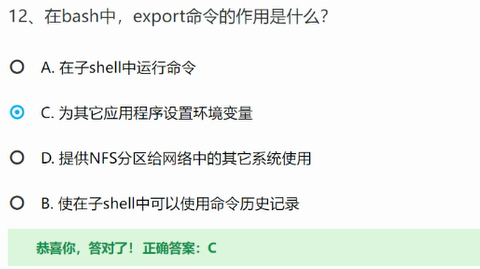 12、在bash中，export命令的作用是什么？
A. 在子shell中运行命令
C. 为其它应用程序设置环境变量
D. 提供NFS分区给网络中的其它系统使用
B. 使在子shell中可以使用命令历史记录
恭喜你，答对了！正确答案：C